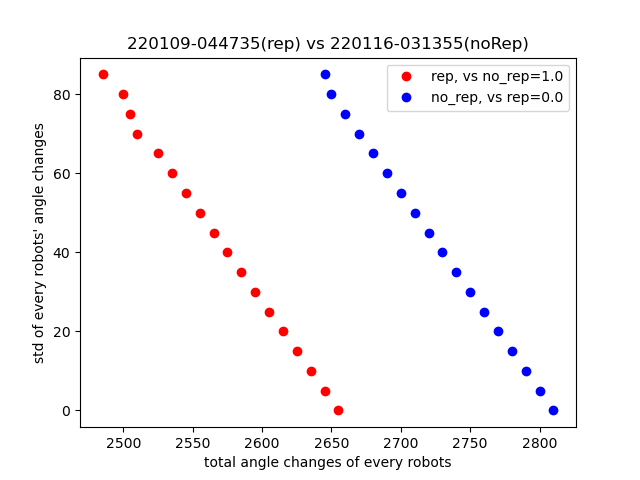 220109-044735(rep) vs 220116-031355(noRep)
rep, vs no_rep=1.0
no_rep, vs rep=0.0
std of every robots' angle changes
80
60
40
20
0
2500 2550 2600 2650 2700 2750 2800
total angle changes of every robots